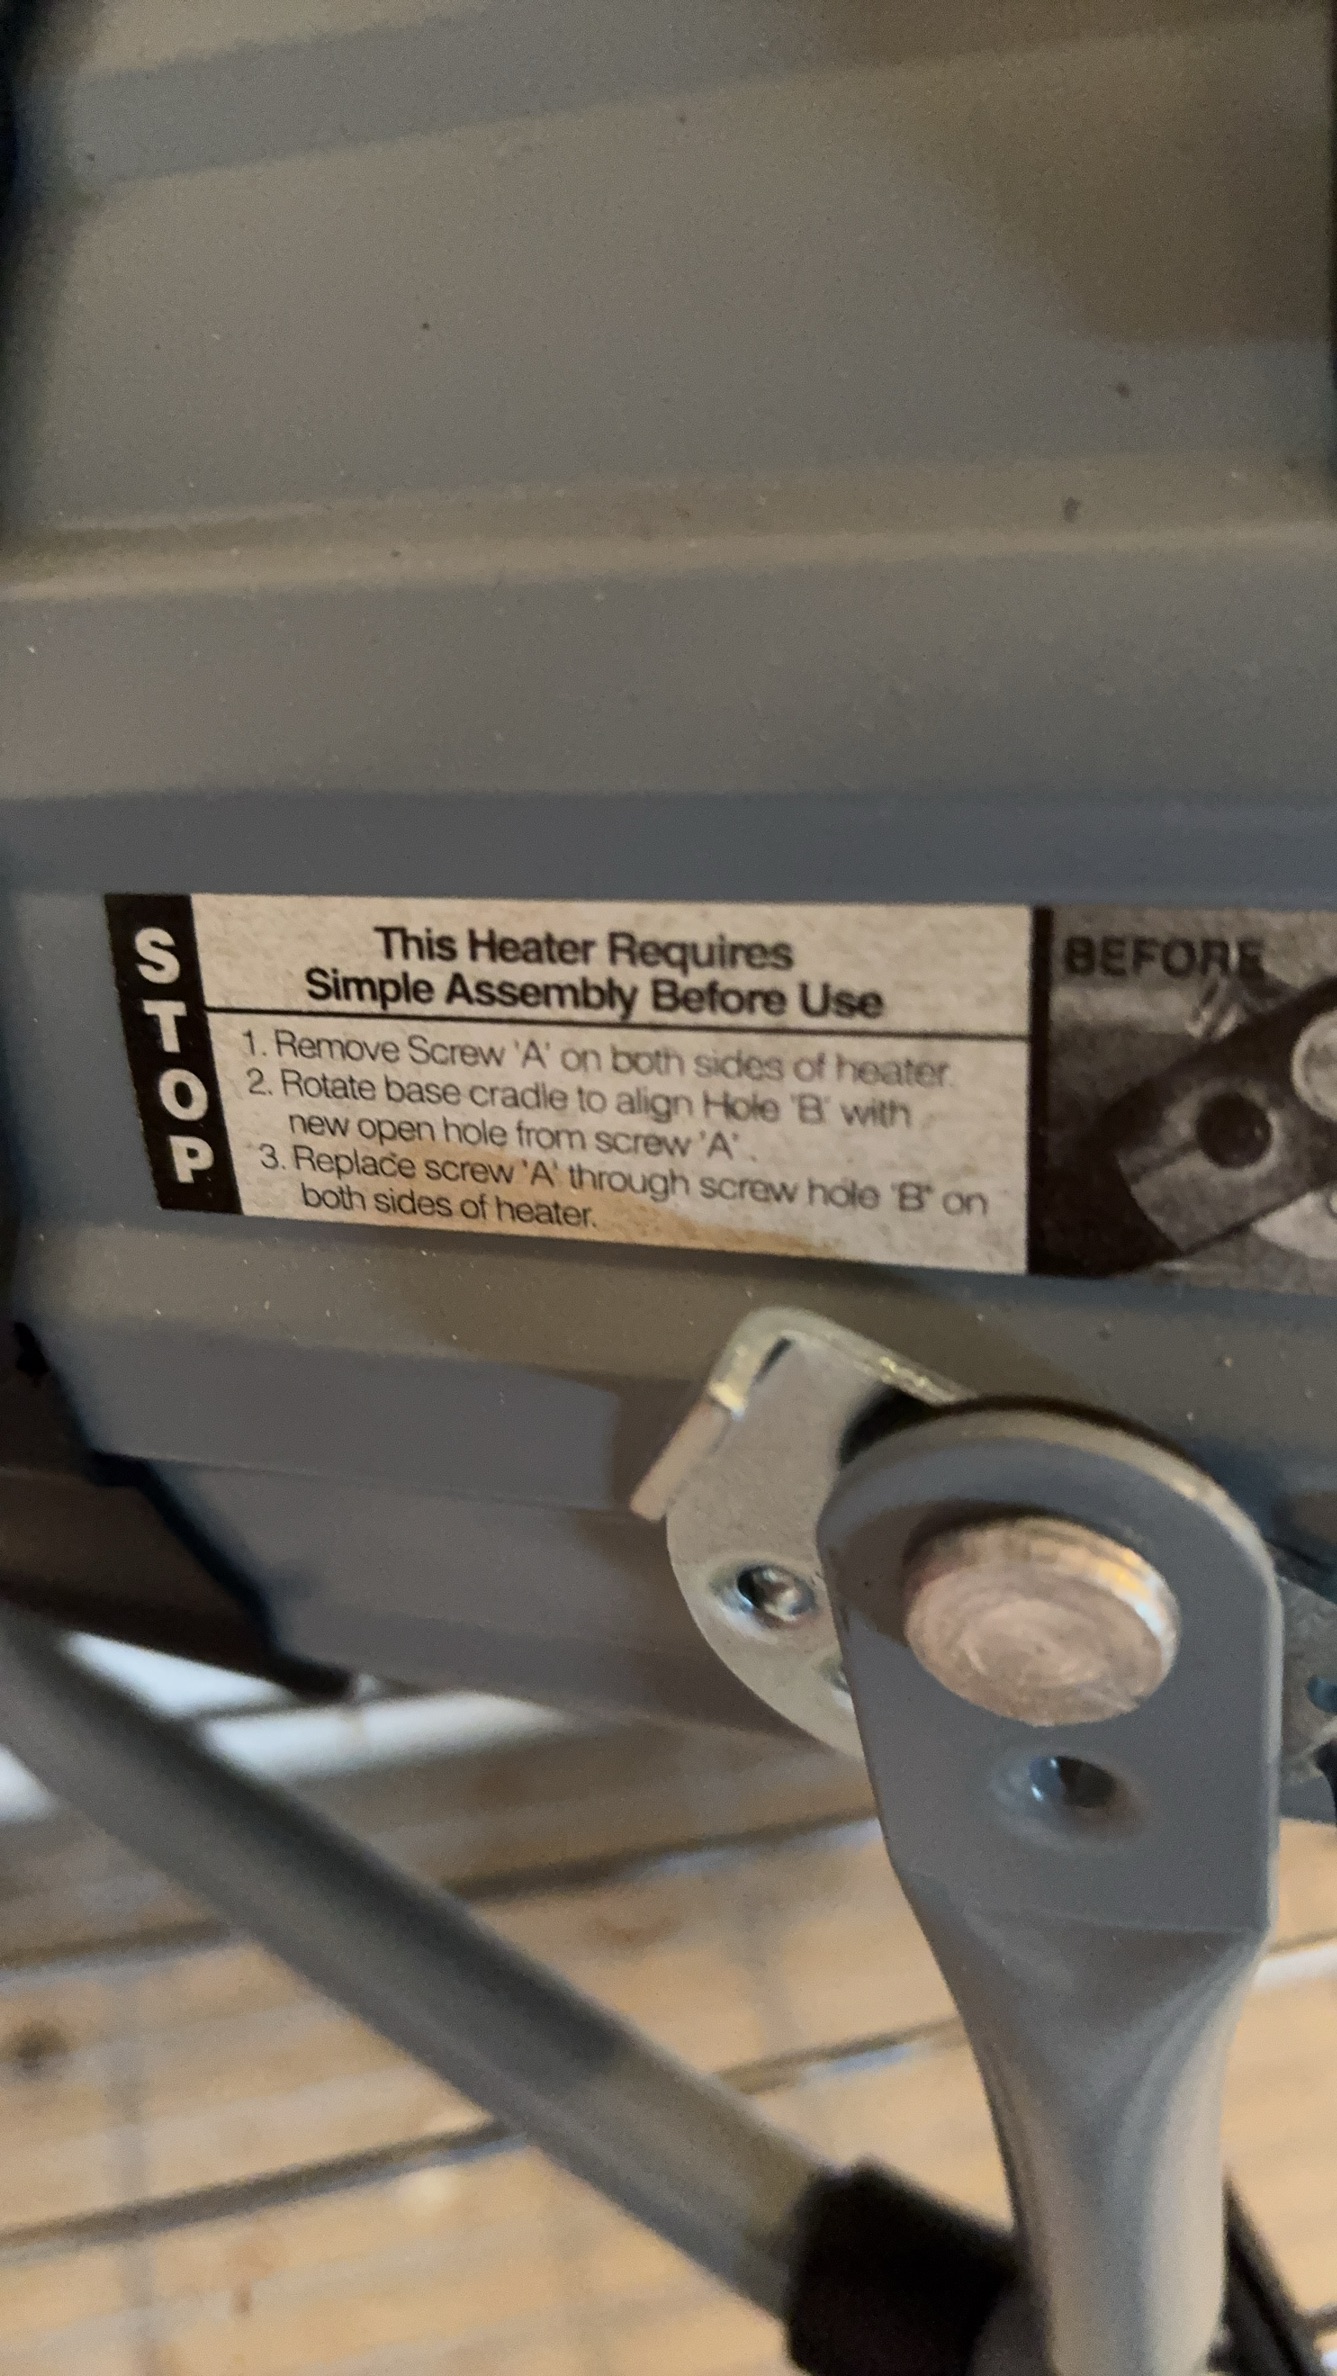 STOP
This Heater Requires
Simple Assembly Before Use
1. Remove Screw 'A' on both sides of heater.
2. Rotate base cradle to align Hole 'B' with
new open hole from screw 'A'.
3. Replace screw 'A' through screw hole 'B' on
both sides of heater.
BEFORE